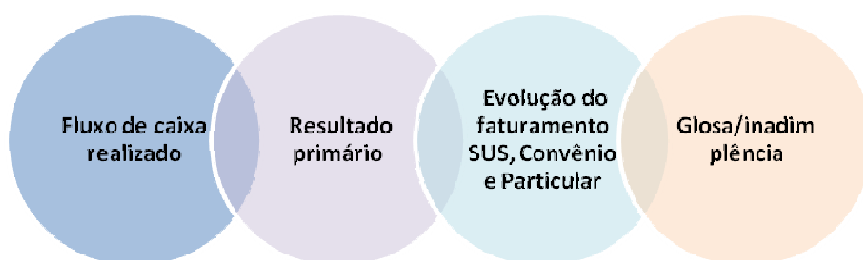 Fluxo de caixa
realizado
Resultado
primário
Evolução do
faturamento
SUS, Convênio
e Particular
Glosa/inadim
plência